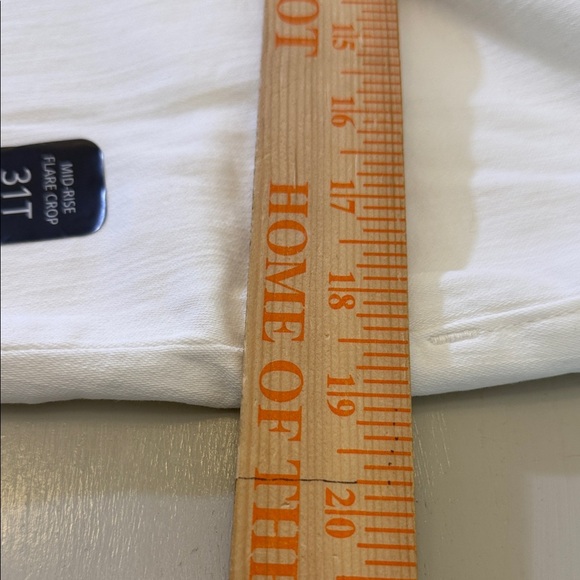 MID-RISE
FLARE CROP
31T
OT
HOME OF THE
15
16
17
18
19
20